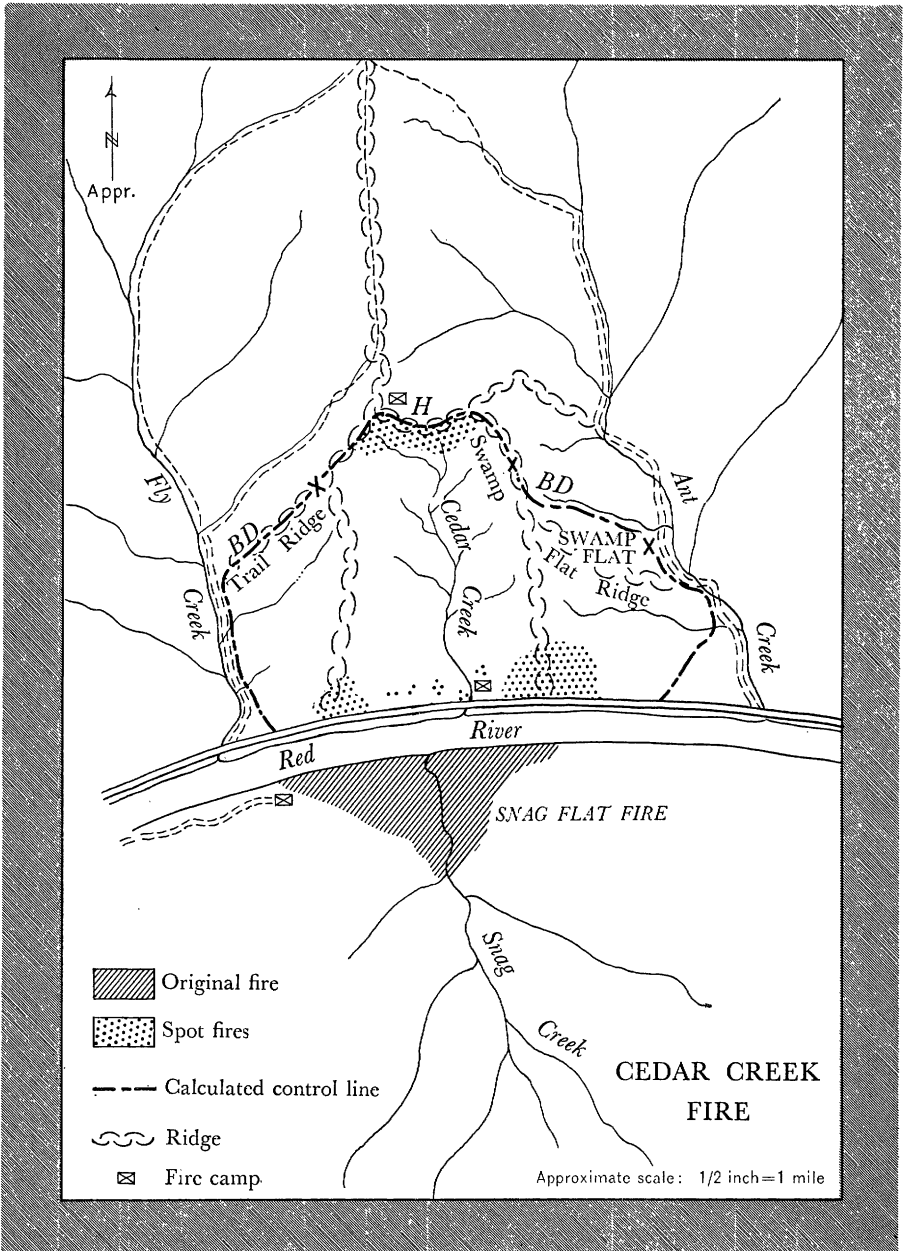 N
Appr.
H
Swamp
BD
Ant
Fly
Cedar
BD
Trail Ridge
SWAMP
FLAT
Flat
Ridge
Creek
Creek
Creek
River
Red
SNAG FLAT FIRE
Snag
Creek
Original fire
Spot fires
Calculated control line
Ridge
Fire camp
CEDAR CREEK
FIRE
Approximate scale: 1/2 inch=1 mile
X
X
X